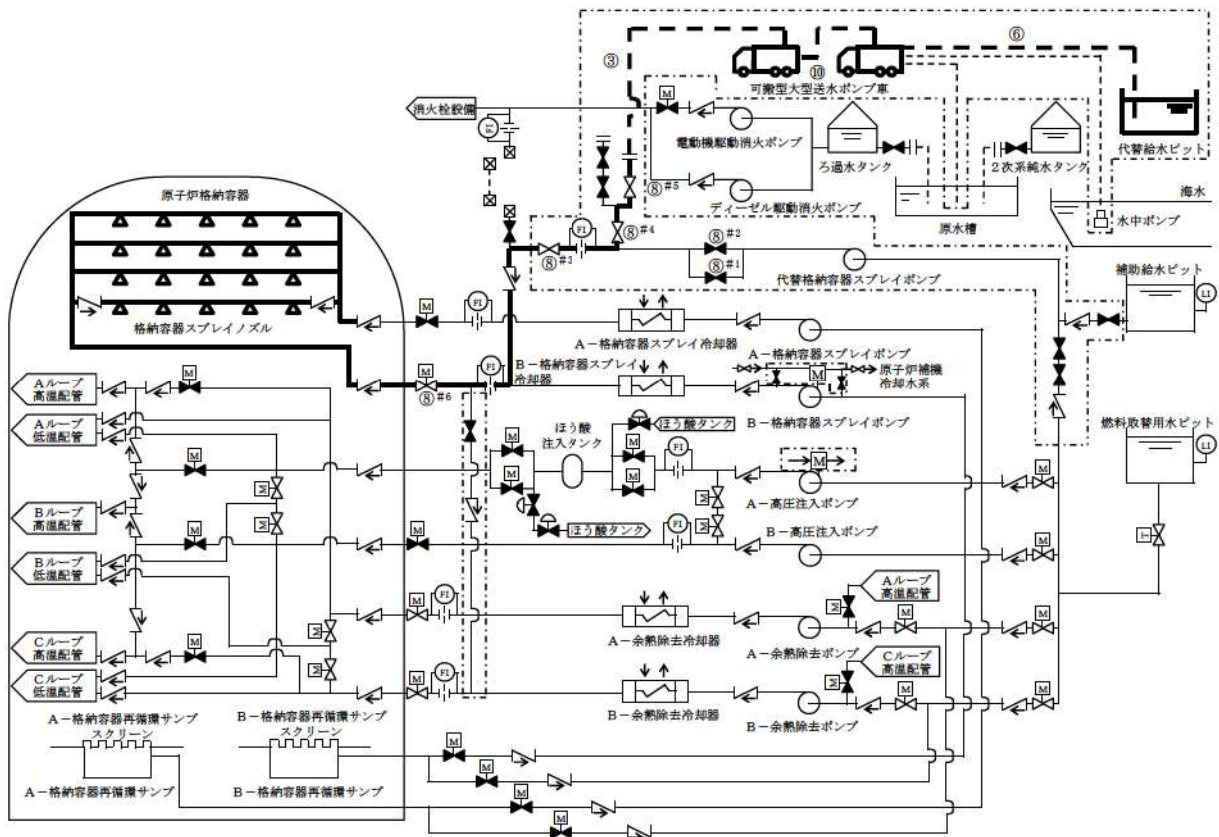 ③
⑥
⑩
可搬型大型送水ポンプ車
消火栓設備
M
FI
電動機駆動消火ポンプ
ろ過水タンク
2次系純水タンク
代替給水ピット
⑧#5
ディーゼル駆動消火ポンプ
原水槽
海水
水中ポンプ
原子炉格納容器
⑧#4
FI
⑧#3
⑧#2
⑧#1
代替格納容器スプレイポンプ
補助給水ピット
LI
格納容器スプレイノズル
M
FI
A-格納容器スプレイ冷却器
A-格納容器スプレイポンプ
B-格納容器スプレイ
冷却器
M
FI
⑧#6
M
原子炉補機
冷却水系
B-格納容器スプレイポンプ
燃料取替用水ピット
LI
Aループ
高温配管
M
Aループ
低温配管
ほう酸
注入タンク
ほう酸タンク
M
M
M
M
M
FI
M
M
A-高圧注入ポンプ
M
M
Bループ
高温配管
M
M
ほう酸タンク
M
FI
M
B-高圧注入ポンプ
M
T
Bループ
低温配管
M
Aループ
高温配管
M
FI
M
M
M
A-余熱除去冷却器
A-余熱除去ポンプ
Cループ
高温配管
M
M
Cループ
高温配管
Cループ
低温配管
M
M
FI
M
M
M
B-余熱除去冷却器
B-余熱除去ポンプ
A-格納容器再循環サンプ
スクリーン
B-格納容器再循環サンプ
スクリーン
M
M
A-格納容器再循環サンプ
B-格納容器再循環サンプ
M
M